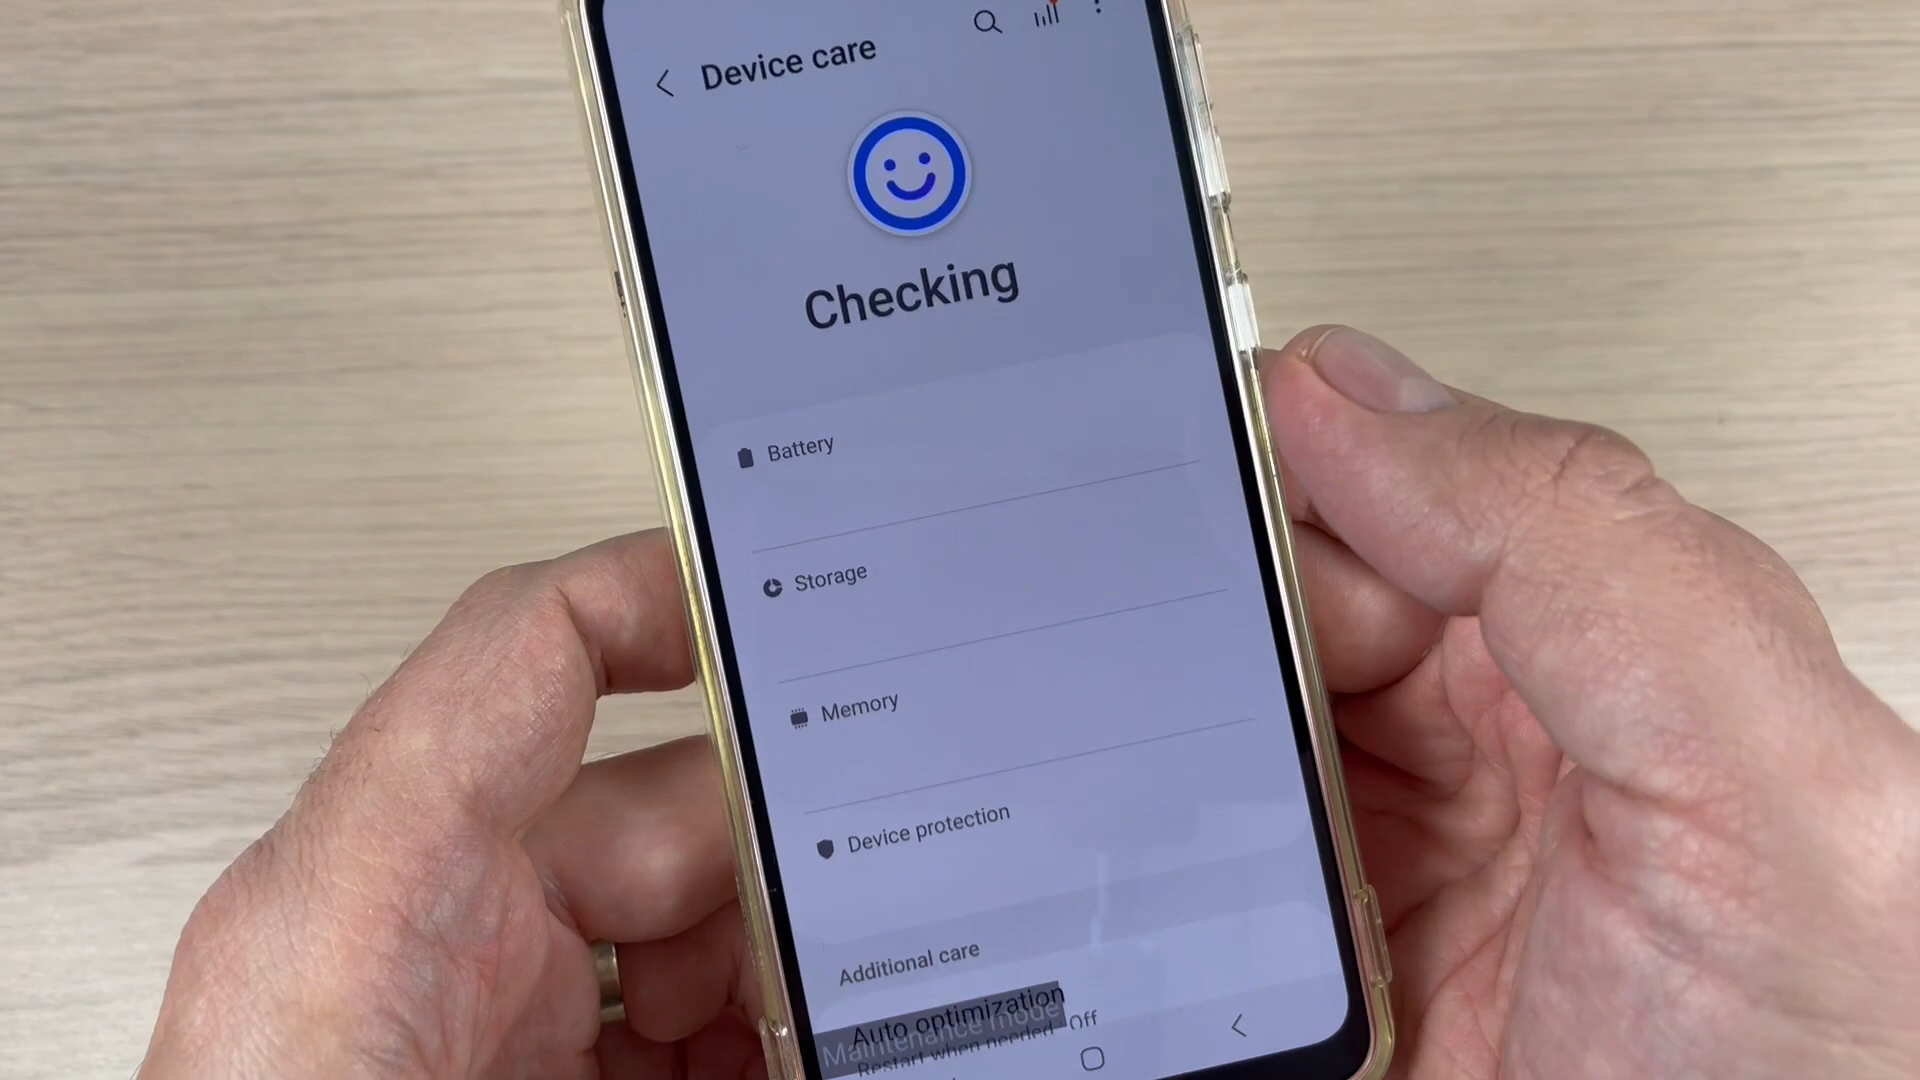 Device care
Checking
Battery
Storage
Memory
Device protection
Additional care
Auto optimization
Maintenance mode
Restart when needed Off